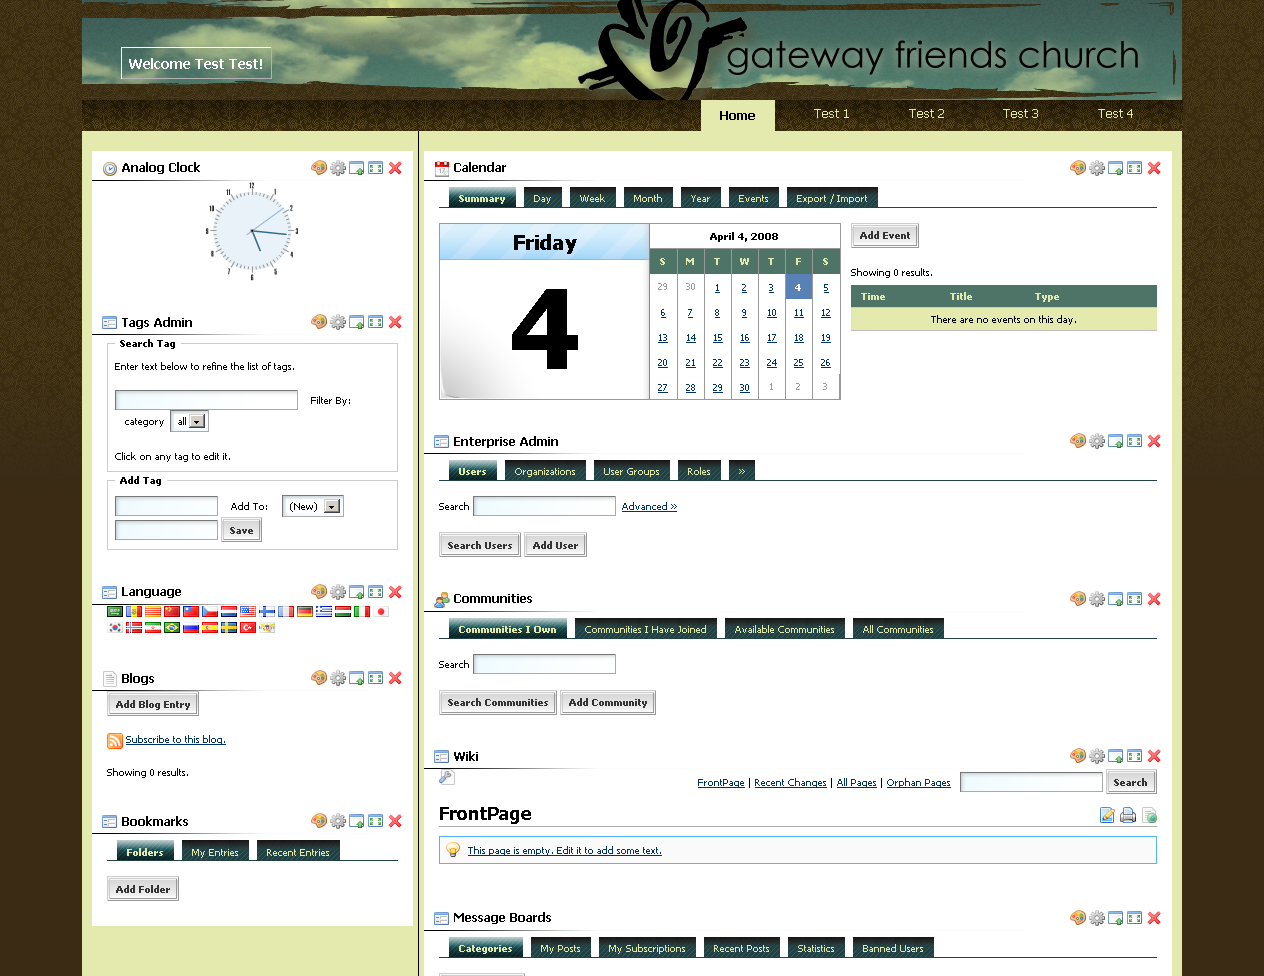 gateway friends church
Welcome Test Test!
Home Test 1 Test 2 Test 3 Test 4
Analog Clock
12
11 1
10 2
9 3
8 4
7 5
6
Tags Admin
Search Tag
Enter text below to refine the list of tags.
Filter By:
category all
Click on any tag to edit it.
Add Tag
Add To: (New)
Save
Language
Blogs
Add Blog Entry
Subscribe to this blog.
Showing 0 results.
Bookmarks
Folders My Entries Recent Entries
Add Folder
Calendar
Summary Day Week Month Year Events Export / Import
Friday
4
April 4, 2008
S M T W T F S
29 30 1 2 3 4 5
6 7 8 9 10 11 12
13 14 15 16 17 18 19
20 21 22 23 24 25 26
27 28 29 30 1 2 3
Add Event
Showing 0 results.
Time Title Type
There are no events on this day.
Enterprise Admin
Users Organizations User Groups Roles »
Search Advanced »
Search Users Add User
Communities
Communities I Own Communities I Have Joined Available Communities All Communities
Search
Search Communities Add Community
Wiki
FrontPage | Recent Changes | All Pages | Orphan Pages Search
FrontPage
This page is empty. Edit it to add some text.
Message Boards
Categories My Posts My Subscriptions Recent Posts Statistics Banned Users